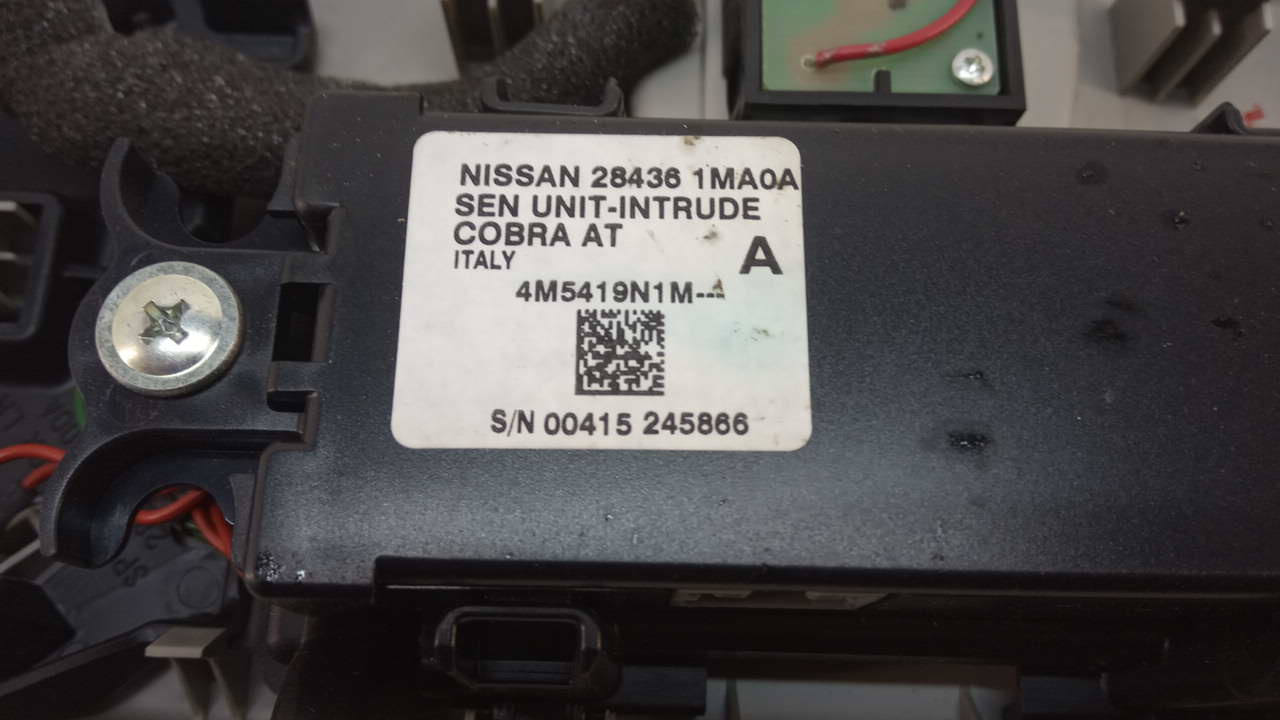 NISSAN 28436 1MA0A
SEN UNIT-INTRUDE
COBRA AT
ITALY
A
4M5419N1M---
S/N 00415 245866